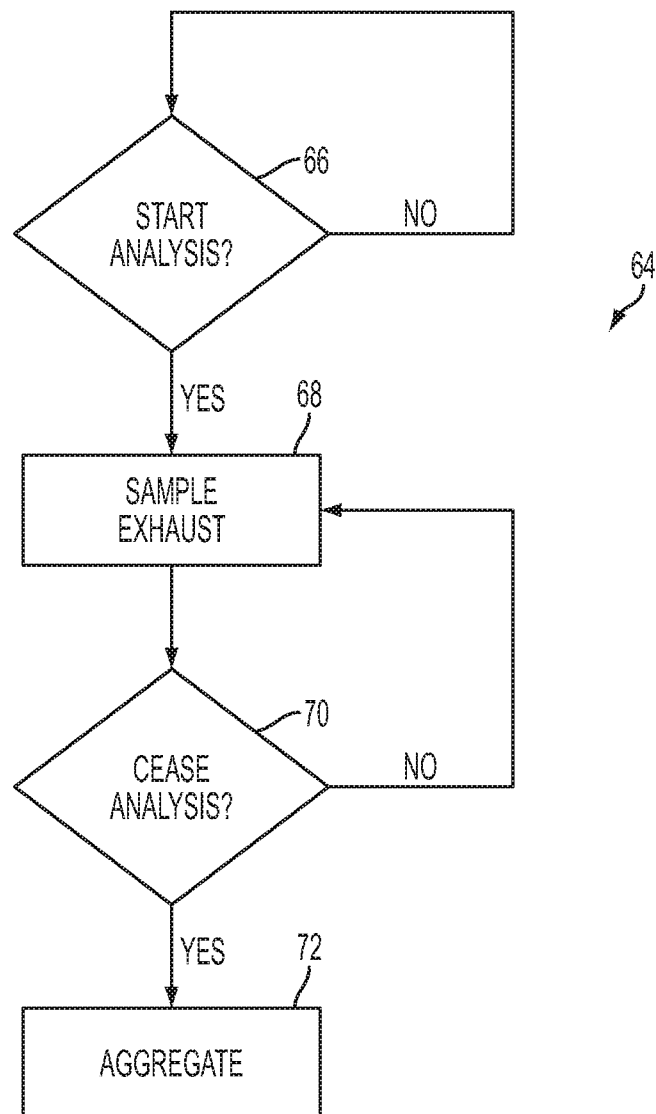 66
START
ANALYSIS?
NO
64
YES
68
SAMPLE
EXHAUST
70
CEASE
ANALYSIS?
NO
YES
72
AGGREGATE